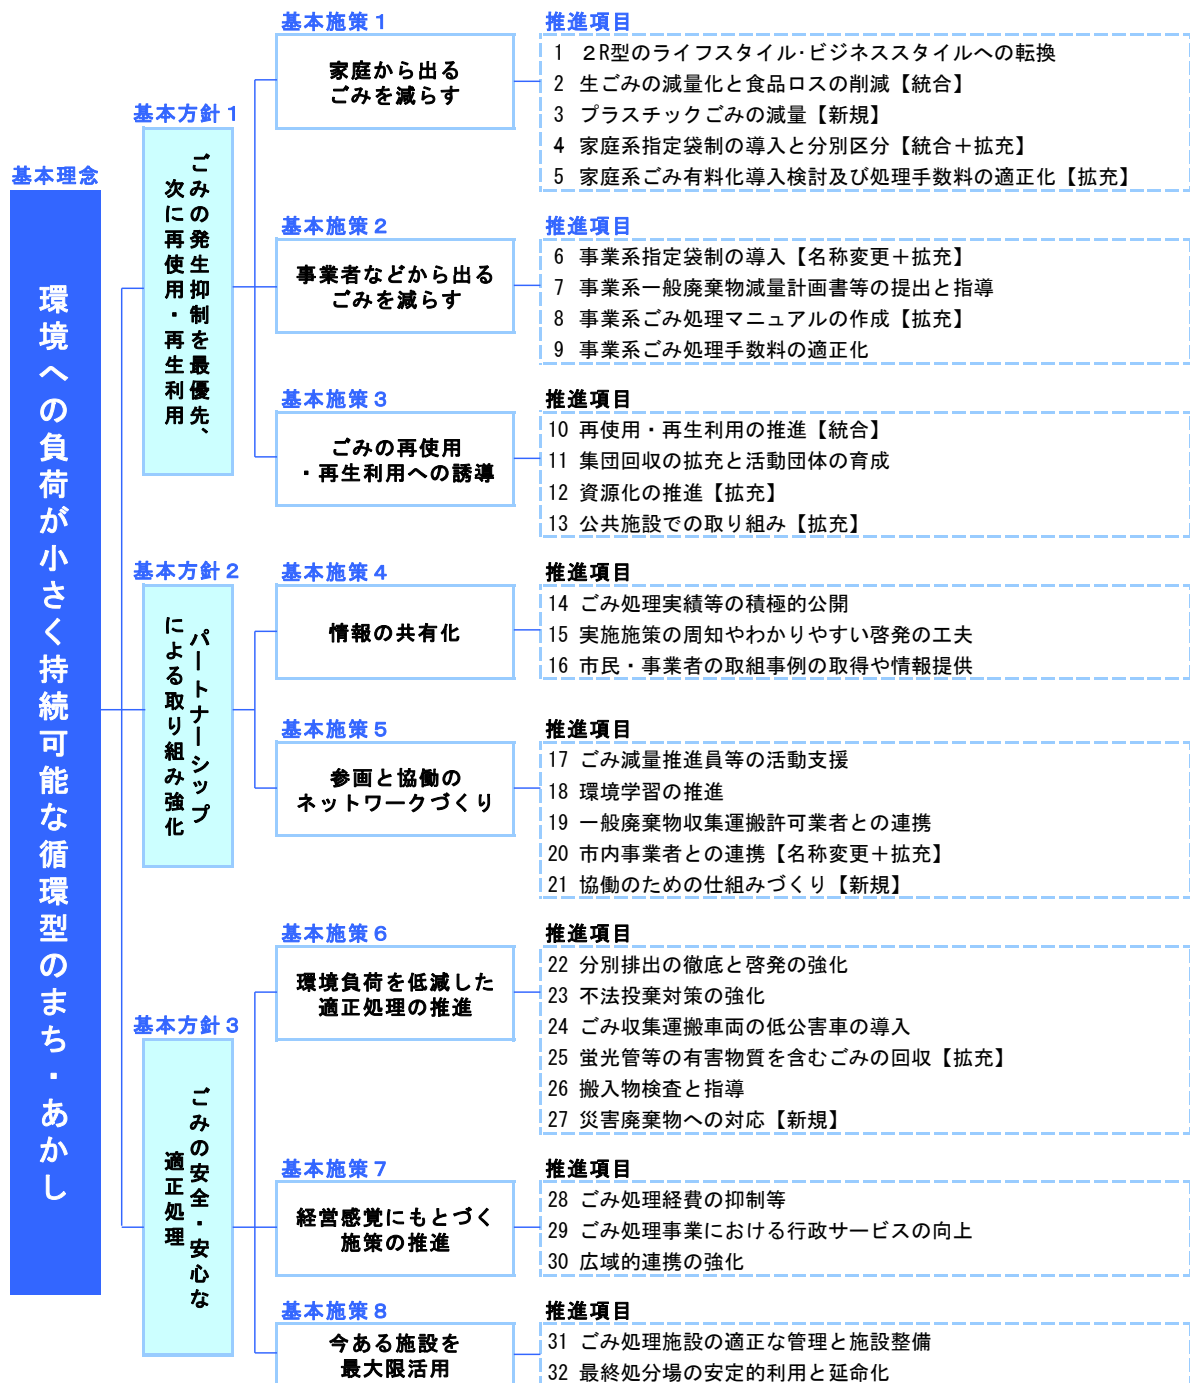 基本理念
環境への負荷が小さく持続可能な循環型のまち・あかし
基本方針１
ごみの発生抑制を最優先、
次に再使用・再生利用
基本施策１
家庭から出る
ごみを減らす
推進項目
1 ２R型のライフスタイル･ビジネススタイルへの転換
2 生ごみの減量化と食品ロスの削減【統合】
3 プラスチックごみの減量【新規】
4 家庭系指定袋制の導入と分別区分【統合＋拡充】
5 家庭系ごみ有料化導入検討及び処理手数料の適正化【拡充】
基本施策２
事業者などから出る
ごみを減らす
推進項目
6 事業系指定袋制の導入【名称変更＋拡充】
7 事業系一般廃棄物減量計画書等の提出と指導
8 事業系ごみ処理マニュアルの作成【拡充】
9 事業系ごみ処理手数料の適正化
基本施策３
ごみの再使用
・再生利用への誘導
推進項目
10 再使用・再生利用の推進【統合】
11 集団回収の拡充と活動団体の育成
12 資源化の推進【拡充】
13 公共施設での取り組み【拡充】
基本方針２
パートナーシップ
による取り組み強化
基本施策４
情報の共有化
推進項目
14 ごみ処理実績等の積極的公開
15 実施施策の周知やわかりやすい啓発の工夫
16 市民・事業者の取組事例の取得や情報提供
基本施策５
参画と協働の
ネットワークづくり
推進項目
17 ごみ減量推進員等の活動支援
18 環境学習の推進
19 一般廃棄物収集運搬許可業者との連携
20 市内事業者との連携【名称変更＋拡充】
21 協働のための仕組みづくり【新規】
基本方針３
ごみの安全・安心な
適正処理
基本施策６
環境負荷を低減した
適正処理の推進
推進項目
22 分別排出の徹底と啓発の強化
23 不法投棄対策の強化
24 ごみ収集運搬車両の低公害車の導入
25 蛍光管等の有害物質を含むごみの回収【拡充】
26 搬入物検査と指導
27 災害廃棄物への対応【新規】
基本施策７
経営感覚にもとづく
施策の推進
推進項目
28 ごみ処理経費の抑制等
29 ごみ処理事業における行政サービスの向上
30 広域的連携の強化
基本施策８
今ある施設を
最大限活用
推進項目
31 ごみ処理施設の適正な管理と施設整備
32 最終処分場の安定的利用と延命化